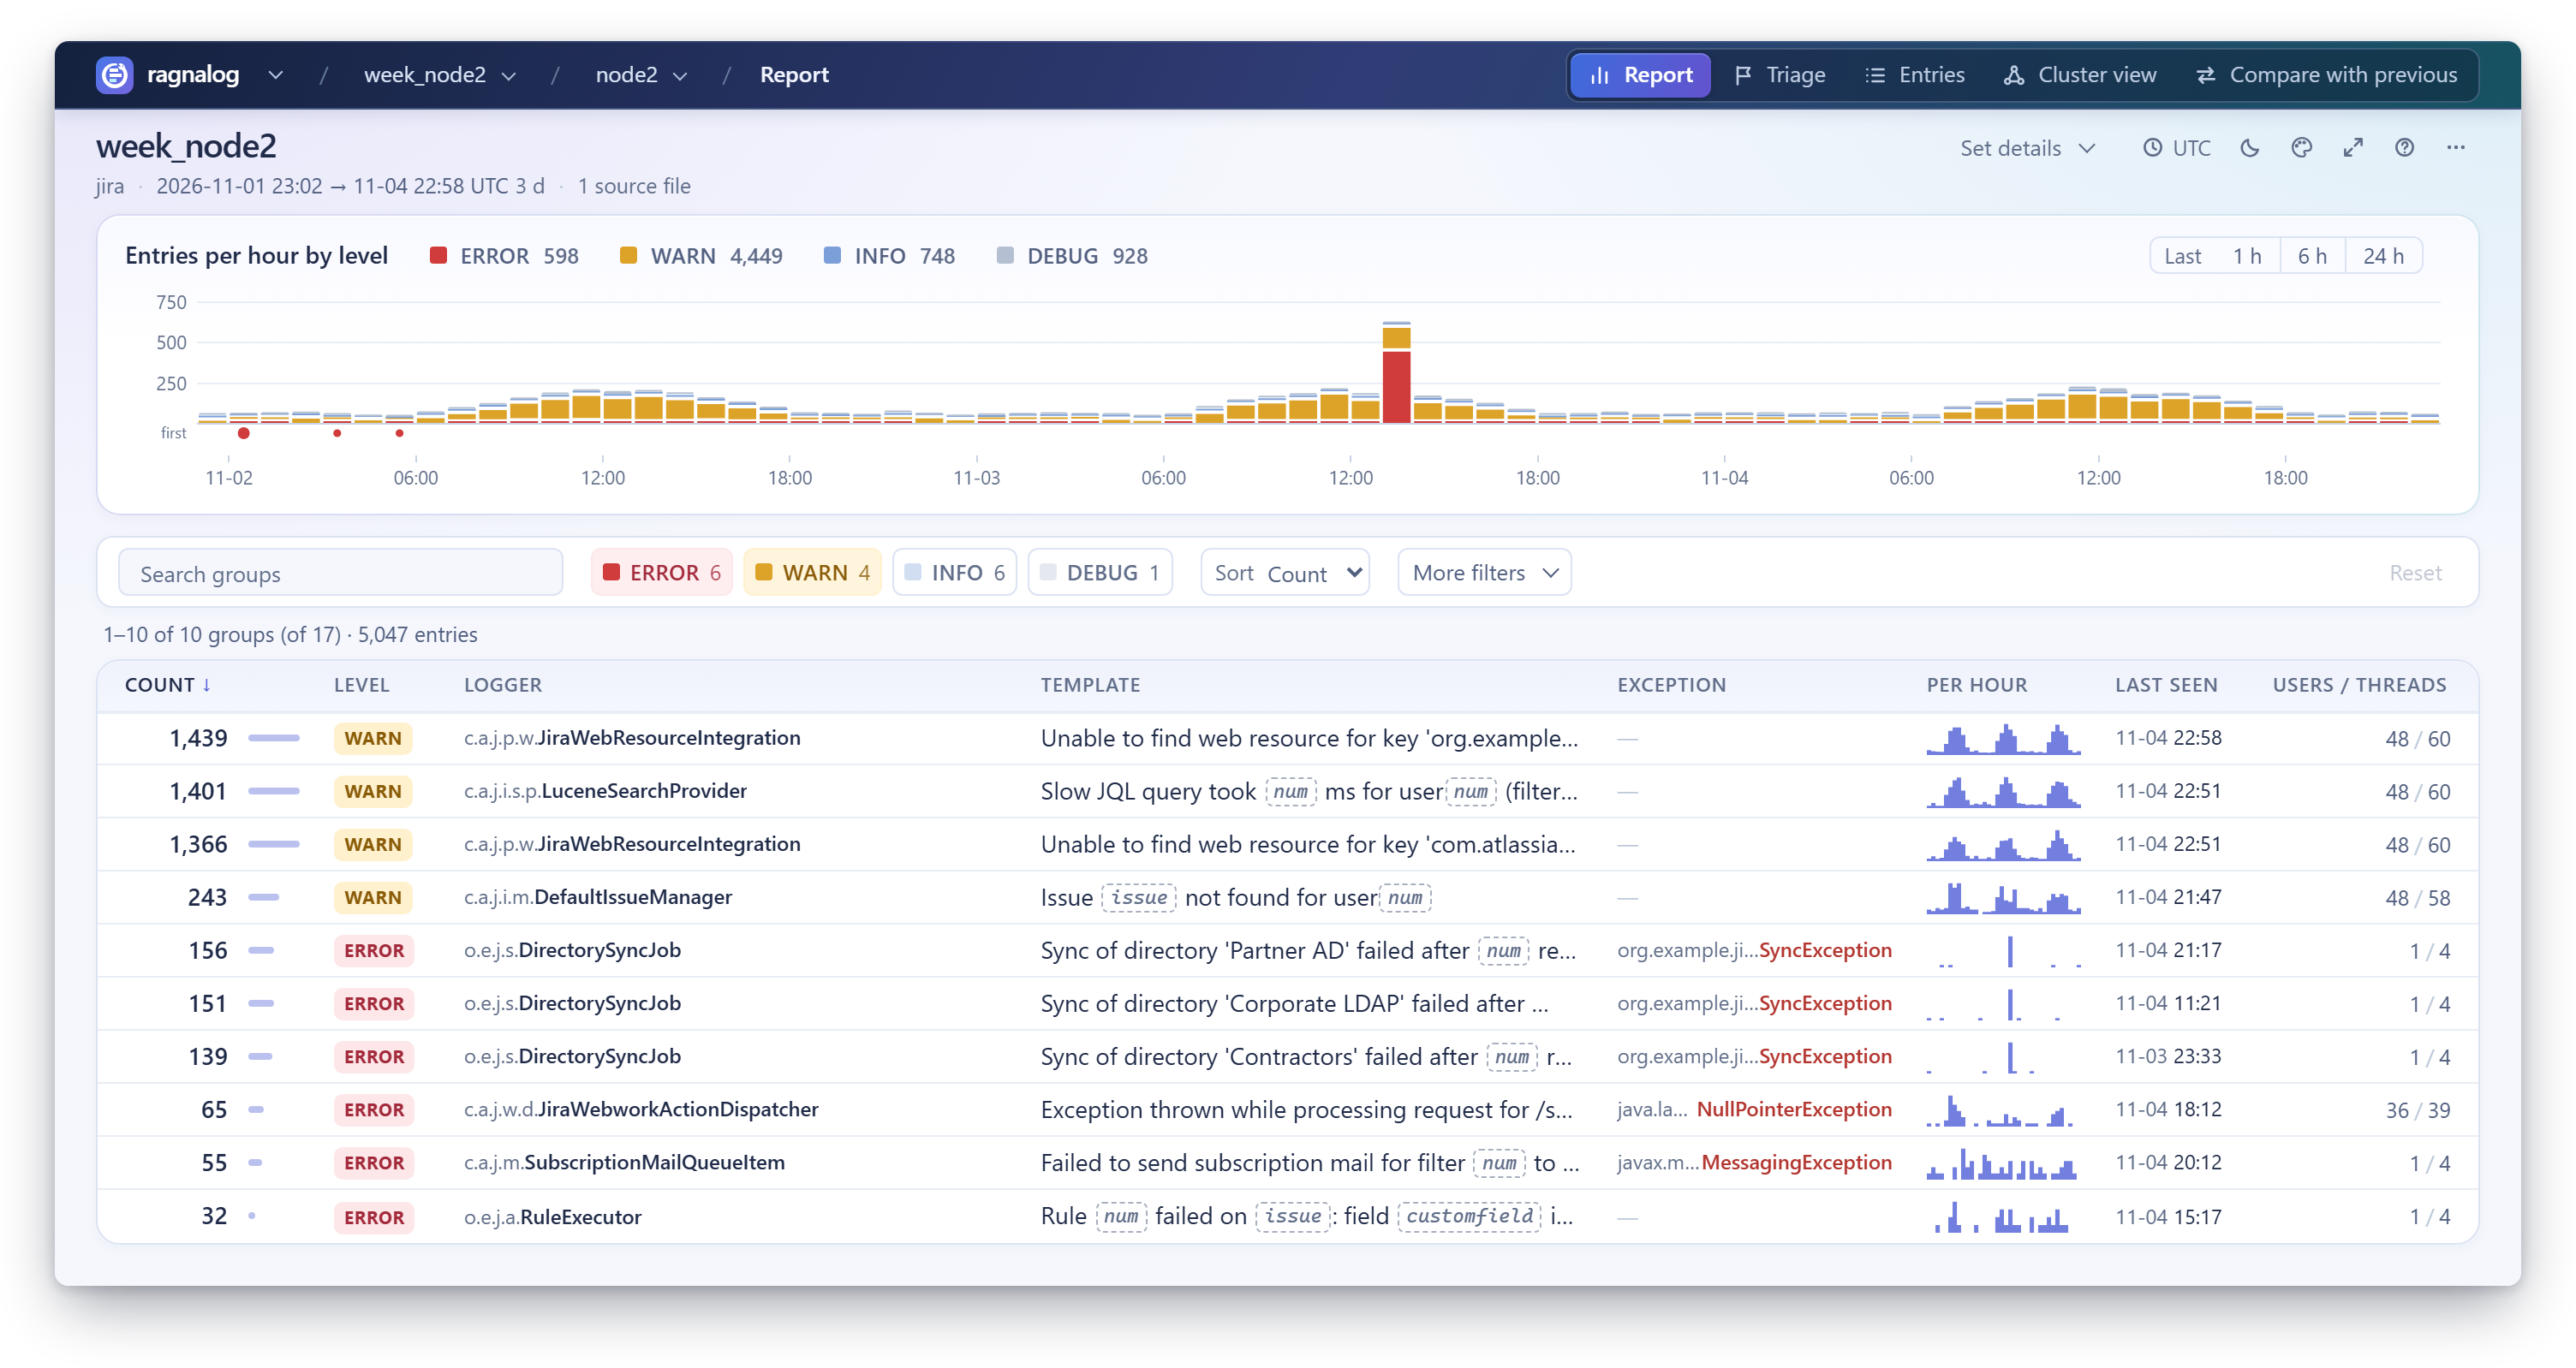 ragnalog / week_node2 / node2 / Report Report Triage Entries Cluster view Compare with previous
week_node2 Set details UTC
jira · 2026-11-01 23:02 → 11-04 22:58 UTC 3 d · 1 source file
Entries per hour by level ERROR 598 WARN 4,449 INFO 748 DEBUG 928 Last 1 h 6 h 24 h
750
500
250
first
11-02 06:00 12:00 18:00 11-03 06:00 12:00 18:00 11-04 06:00 12:00 18:00
Search groups ERROR 6 WARN 4 INFO 6 DEBUG 1 Sort Count More filters Reset
1–10 of 10 groups (of 17) · 5,047 entries
COUNT ↓ LEVEL LOGGER TEMPLATE EXCEPTION PER HOUR LAST SEEN USERS / THREADS
1,439 WARN c.a.j.p.w.JiraWebResourceIntegration Unable to find web resource for key 'org.example... — 11-04 22:58 48 / 60
1,401 WARN c.a.j.i.s.p.LuceneSearchProvider Slow JQL query took num ms for user num (filter... — 11-04 22:51 48 / 60
1,366 WARN c.a.j.p.w.JiraWebResourceIntegration Unable to find web resource for key 'com.atlassia... — 11-04 22:51 48 / 60
243 WARN c.a.j.i.m.DefaultIssueManager Issue issue not found for user num — 11-04 21:47 48 / 58
156 ERROR o.e.j.s.DirectorySyncJob Sync of directory 'Partner AD' failed after num re... org.example.ji...SyncException 11-04 21:17 1 / 4
151 ERROR o.e.j.s.DirectorySyncJob Sync of directory 'Corporate LDAP' failed after ... org.example.ji...SyncException 11-04 11:21 1 / 4
139 ERROR o.e.j.s.DirectorySyncJob Sync of directory 'Contractors' failed after num r... org.example.ji...SyncException 11-03 23:33 1 / 4
65 ERROR c.a.j.w.d.JiraWebworkActionDispatcher Exception thrown while processing request for /s... java.la... NullPointerException 11-04 18:12 36 / 39
55 ERROR c.a.j.m.SubscriptionMailQueueItem Failed to send subscription mail for filter num to ... javax.m...MessagingException 11-04 20:12 1 / 4
32 ERROR o.e.j.a.RuleExecutor Rule num failed on issue: field customfield i... — 11-04 15:17 1 / 4